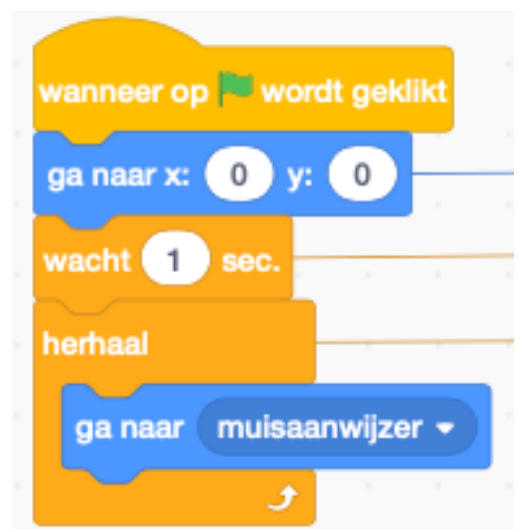 wanneer op wordt geklikt
ga naar x: 0 y: 0
wacht 1 sec.
herhaal
ga naar muisaanwijzer